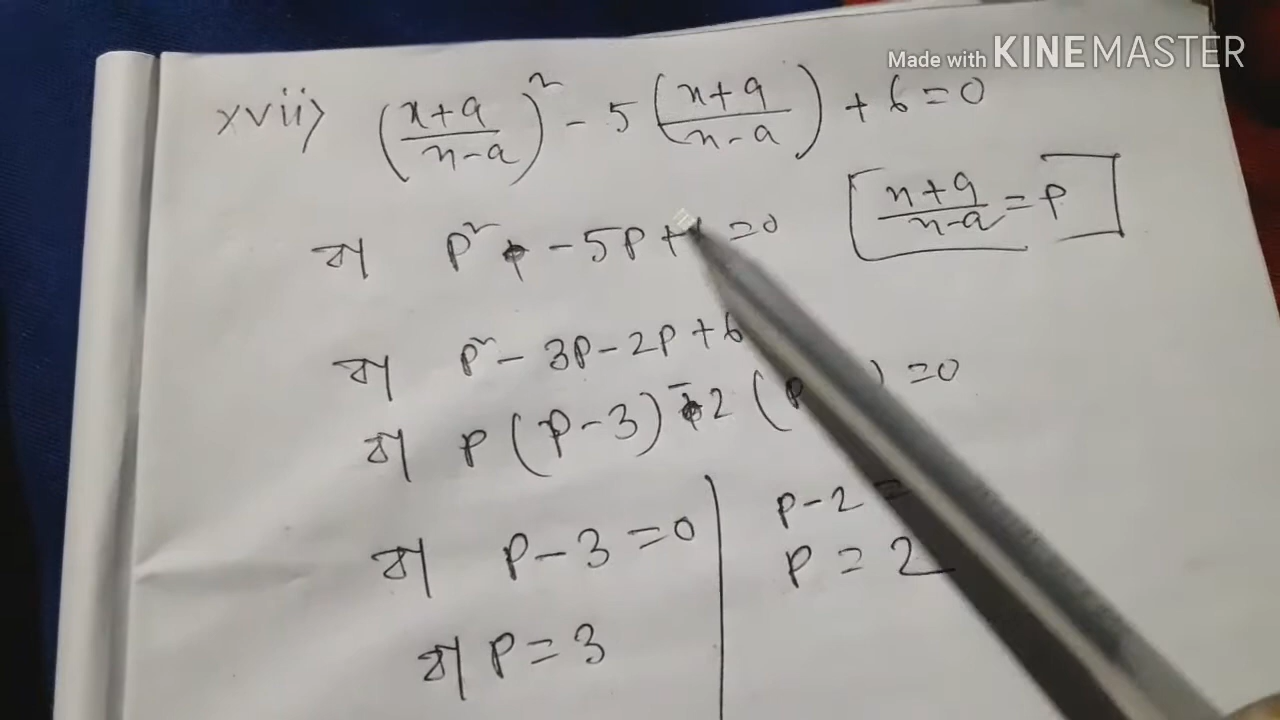 Made with KINEMASTER
xvii) (x+a/x-a)² - 5 (x+a/x-a) + 6 = 0
বা P² - 5P + = 0 [x+a/x-a = P]
বা P² - 3P - 2P + 6
বা P (P - 3) - 2 (P ) = 0
বা P - 3 = 0 | P - 2 =
বা P = 3 | P = 2